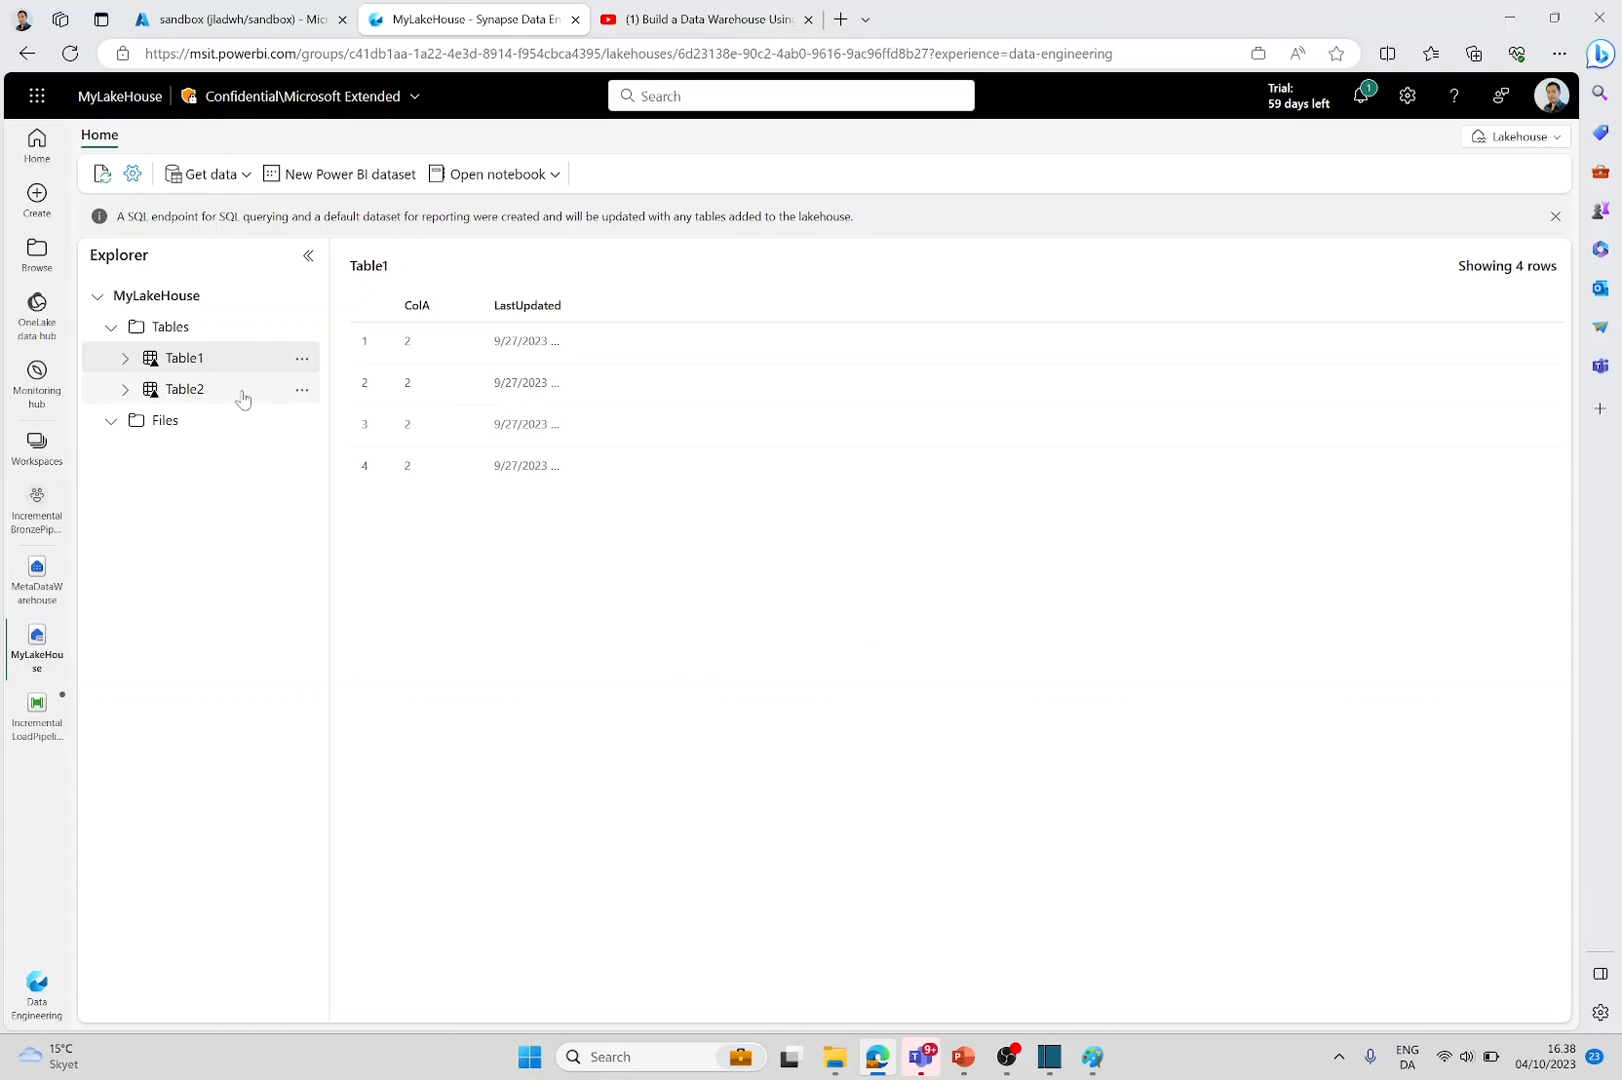 sandbox (jladwh/sandbox) - Mic
MyLakeHouse - Synapse Data En
(1) Build a Data Warehouse Using
https://msit.powerbi.com/groups/c41db1aa-1a22-4e3d-8914-f954cbca4395/lakehouses/6d23138e-90c2-4ab0-9616-9ac96ffd8b27?experience=data-engineering
MyLakeHouse
Confidential\Microsoft Extended
Search
Trial:
59 days left
1
Home
Lakehouse
Get data
New Power BI dataset
Open notebook
A SQL endpoint for SQL querying and a default dataset for reporting were created and will be updated with any tables added to the lakehouse.
Home
Create
Browse
OneLake
data hub
Monitoring
hub
Workspaces
Incremental
BronzePip...
MetaDataW
arehouse
MyLakeHou
se
Incremental
LoadPipeli...
Data
Engineering
Explorer
MyLakeHouse
Tables
Table1
Table2
Files
Table1
Showing 4 rows
ColA LastUpdated
1 2 9/27/2023 ...
2 2 9/27/2023 ...
3 2 9/27/2023 ...
4 2 9/27/2023 ...
15°C
Skyet
Search
9+
ENG
DA
16.38
04/10/2023
23